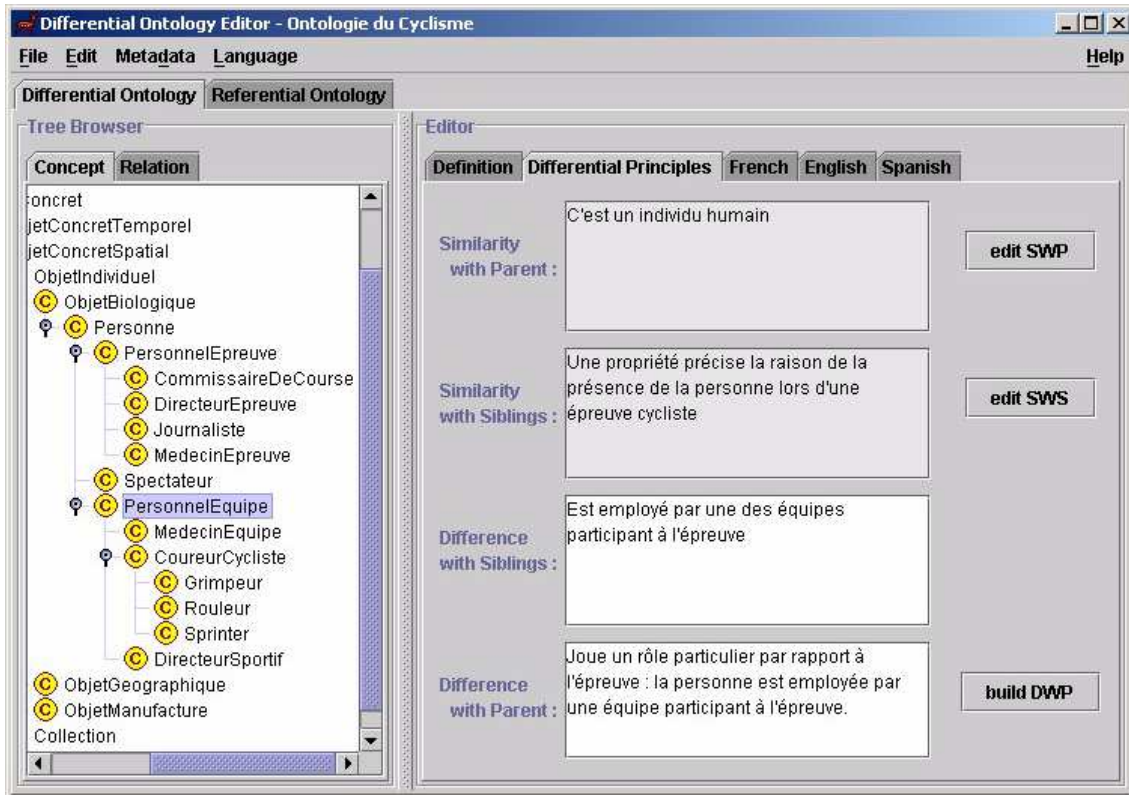 Differential Ontology Editor - Ontologie du Cyclisme
File Edit Metadata Language Help
Differential Ontology Referential Ontology
Tree Browser
Concept Relation
oncret
jetConcretTemporel
jetConcretSpatial
ObjetIndividuel
C ObjetBiologique
C Personne
C PersonnelEpreuve
C CommissaireDeCourse
C DirecteurEpreuve
C Journaliste
C MedecinEpreuve
C Spectateur
C PersonnelEquipe
C MedecinEquipe
C CoureurCycliste
C Grimpeur
C Rouleur
C Sprinter
C DirecteurSportif
C ObjetGeographique
C ObjetManufacture
Collection
Editor
Definition Differential Principles French English Spanish
Similarity
with Parent :
C'est un individu humain
edit SWP
Similarity
with Siblings :
Une propriété précise la raison de la
présence de la personne lors d'une
épreuve cycliste
edit SWS
Difference
with Siblings :
Est employé par une des équipes
participant à l'épreuve
Difference
with Parent :
Joue un rôle particulier par rapport à
l'épreuve : la personne est employée par
une équipe participant à l'épreuve.
build DWP